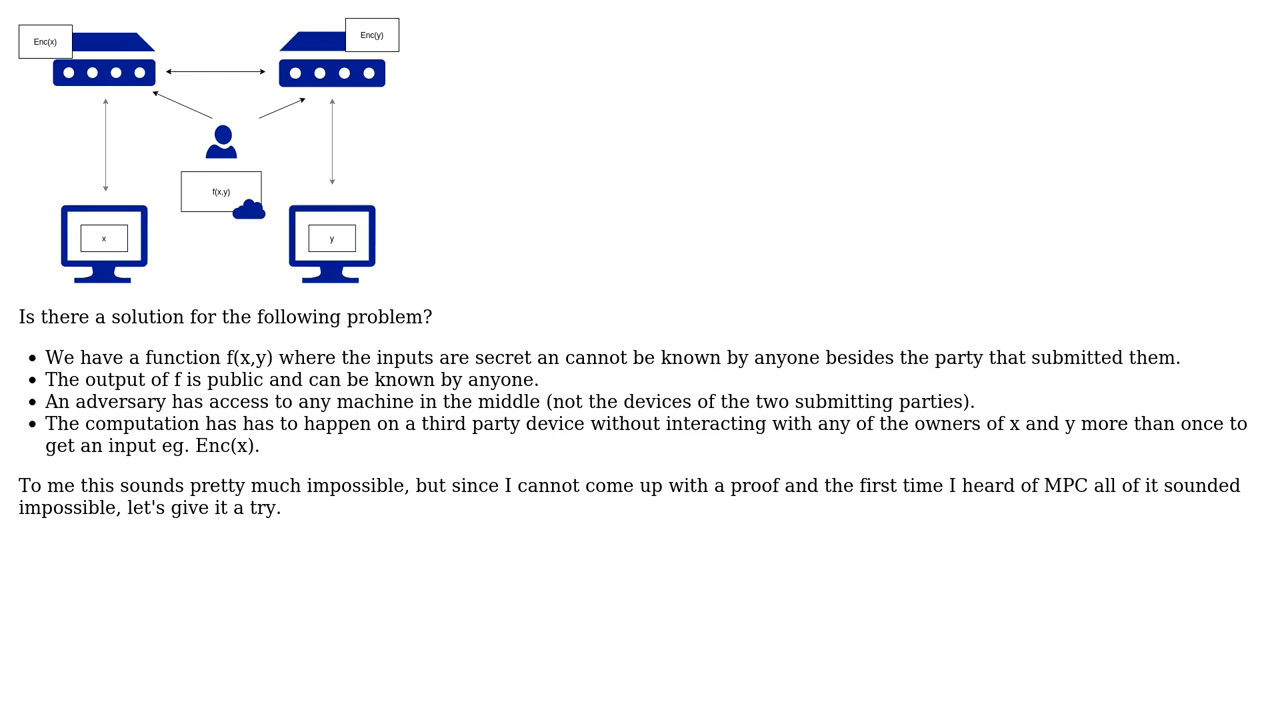 Enc(x)
Enc(y)
f(x,y)
x
y
Is there a solution for the following problem?
We have a function f(x,y) where the inputs are secret an cannot be known by anyone besides the party that submitted them.
The output of f is public and can be known by anyone.
An adversary has access to any machine in the middle (not the devices of the two submitting parties).
The computation has has to happen on a third party device without interacting with any of the owners of x and y more than once to
get an input eg. Enc(x).
To me this sounds pretty much impossible, but since I cannot come up with a proof and the first time I heard of MPC all of it sounded
impossible, let's give it a try.